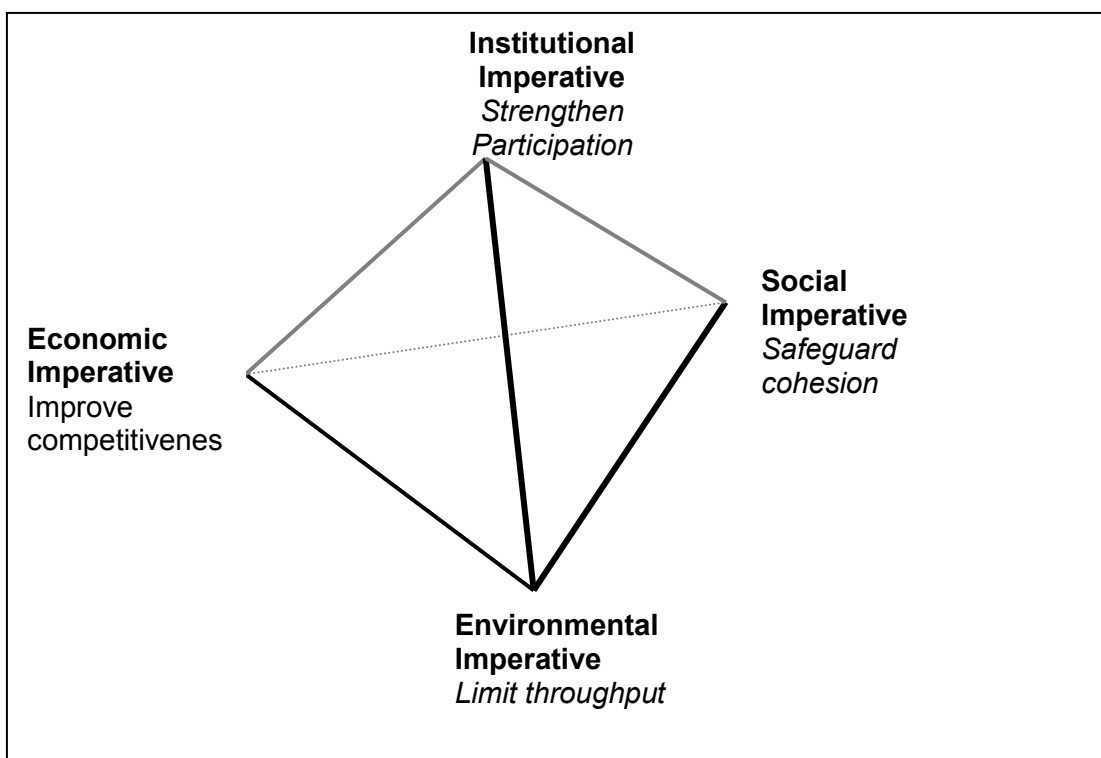 Institutional
Imperative
Strengthen
Participation
Social
Imperative
Safeguard
cohesion
Economic
Imperative
Improve
competitivenes
Environmental
Imperative
Limit throughput